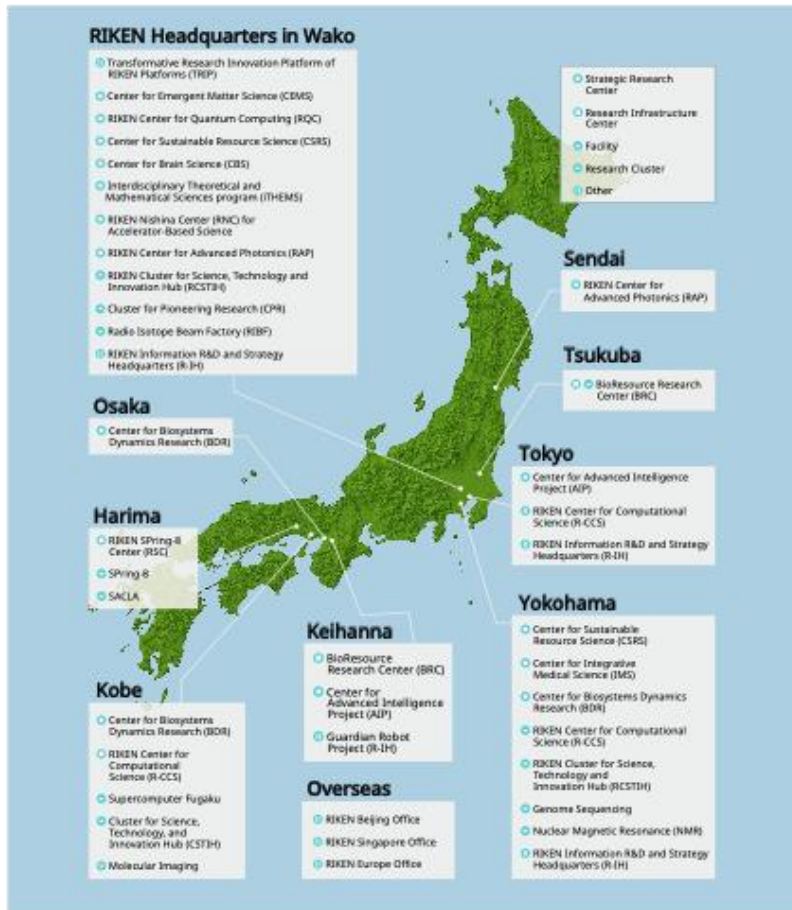 RIKEN Headquarters in Wako
Transformative Research Innovation Platform of
RIKEN Platforms (TRIP)
Center for Emergent Matter Science (CEMS)
RIKEN Center for Quantum Computing (RQC)
Center for Sustainable Resource Science (CSRS)
Center for Brain Science (CBS)
Interdisciplinary Theoretical and
Mathematical Sciences program (iTHEMS)
RIKEN Nishina Center (RNC) for
Accelerator-Based Science
RIKEN Center for Advanced Photonics (RAP)
RIKEN Cluster for Science, Technology and
Innovation Hub (RCSTIH)
Cluster for Pioneering Research (CPR)
Radio Isotope Beam Factory (RIBF)
RIKEN Information R&D and Strategy
Headquarters (R-IH)
Strategic Research
Center
Research Infrastructure
Center
Facility
Research Cluster
Other
Sendai
RIKEN Center for
Advanced Photonics (RAP)
Tsukuba
BioResource Research
Center (BRC)
Osaka
Center for Biosystems
Dynamics Research (BDR)
Tokyo
Center for Advanced Intelligence
Project (AIP)
RIKEN Center for Computational
Science (R-CCS)
RIKEN Information R&D and Strategy
Headquarters (R-IH)
Harima
RIKEN SPring-8
Center (RSC)
SPring-8
SACLA
Yokohama
Center for Sustainable
Resource Science (CSRS)
Center for Integrative
Medical Science (IMS)
Center for Biosystems Dynamics
Research (BDR)
RIKEN Center for Computational
Science (R-CCS)
RIKEN Cluster for Science,
Technology and
Innovation Hub (RCSTIH)
Genome Sequencing
Nuclear Magnetic Resonance (NMR)
RIKEN Information R&D and Strategy
Headquarters (R-IH)
Keihanna
BioResource
Research Center (BRC)
Center for
Advanced Intelligence
Project (AIP)
Guardian Robot
Project (R-IH)
Kobe
Center for Biosystems
Dynamics Research (BDR)
RIKEN Center for
Computational
Science (R-CCS)
Supercomputer Fugaku
Cluster for Science,
Technology, and
Innovation Hub (CSTIH)
Molecular Imaging
Overseas
RIKEN Beijing Office
RIKEN Singapore Office
RIKEN Europe Office